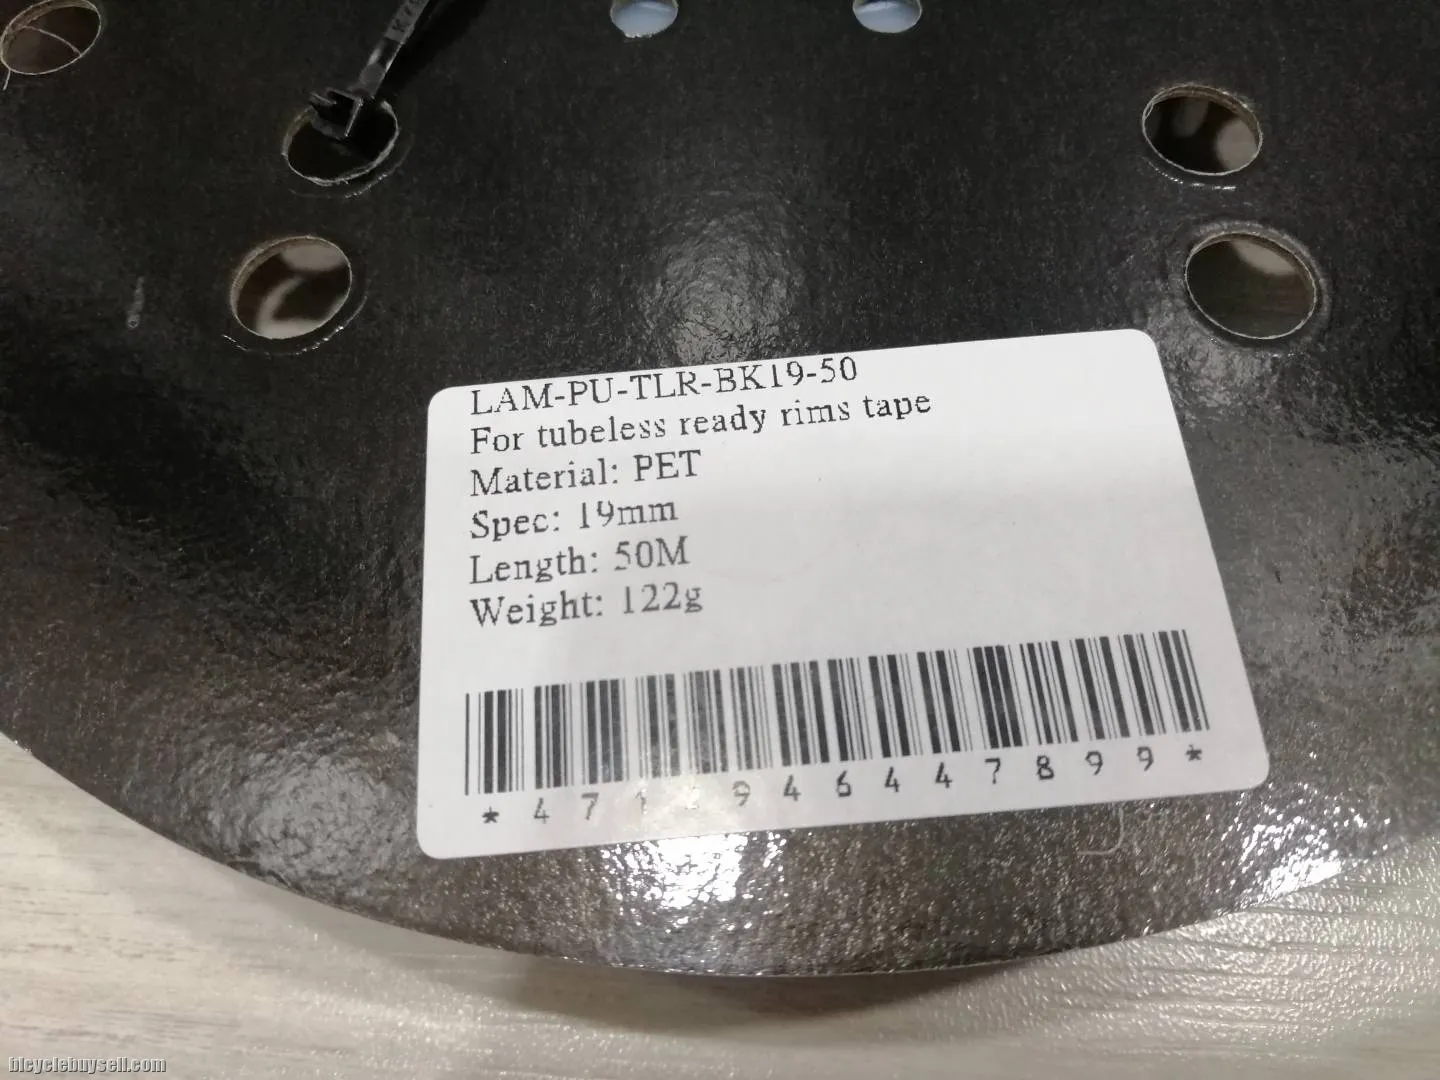 LAM-PU-TLR-BK19-50
For tubeless ready rims tape
Material: PET
Spec: 19mm
Length: 50M
Weight: 122g
bicyclebuysell.com